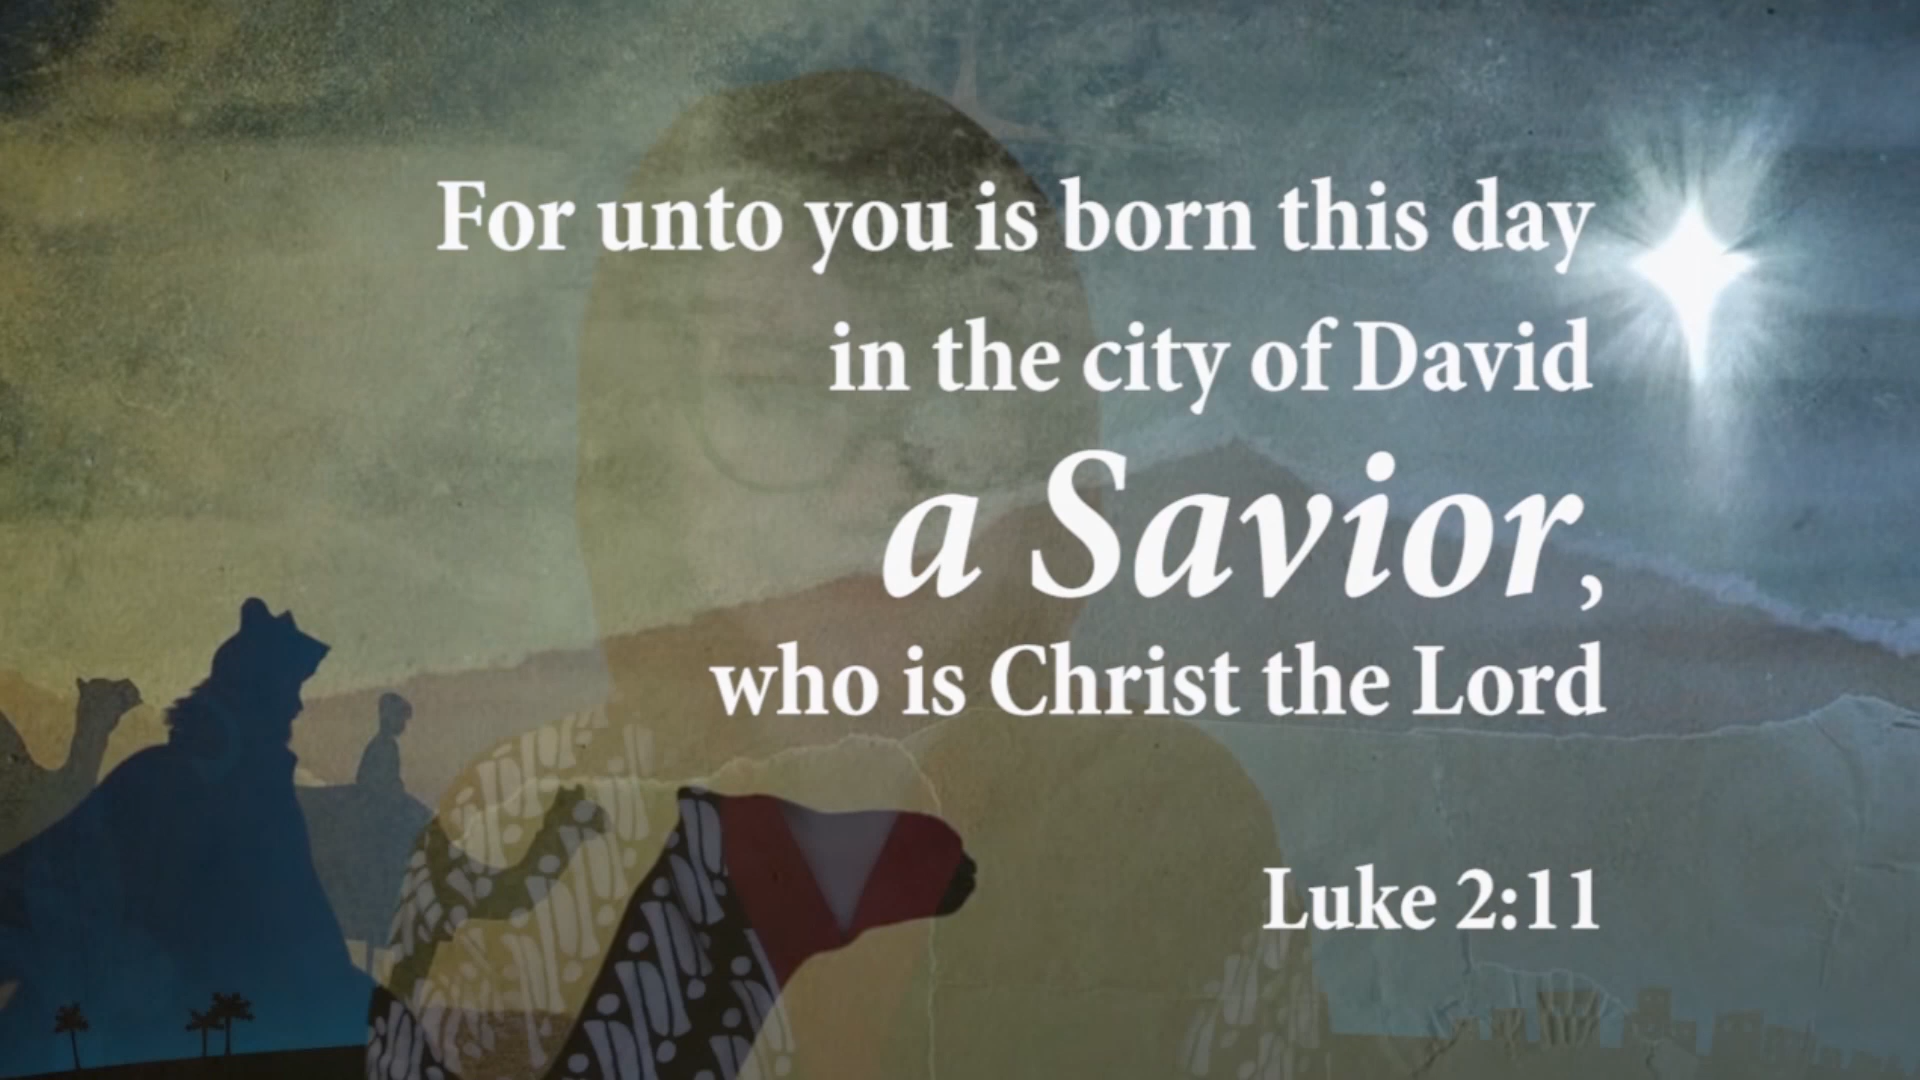 For unto you is born this day
in the city of David
a Savior,
who is Christ the Lord
Luke 2:11